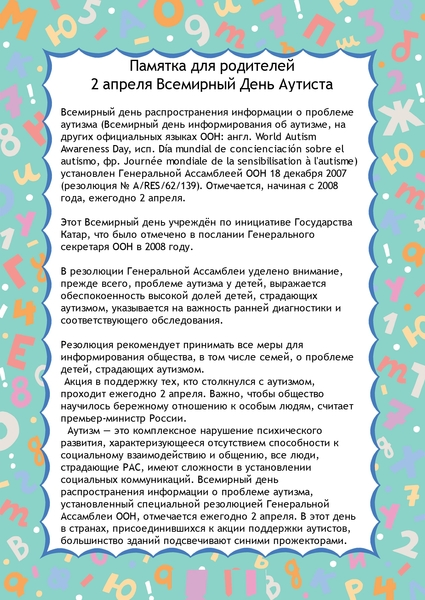 Памятка для родителей
2 апреля Всемирный День Аутиста
Всемирный день распространения информации о проблеме
аутизма (Всемирный день информирования об аутизме, на
других официальных языках ООН: англ. World Autism
Awareness Day, исп. Día mundial de concienciación sobre el
autismo, фр. Journée mondiale de la sensibilisation à l'autisme)
установлен Генеральной Ассамблеей ООН 18 декабря 2007
(резолюция № A/RES/62/139). Отмечается, начиная с 2008
года, ежегодно 2 апреля.
Этот Всемирный день учреждён по инициативе Государства
Катар, что было отмечено в послании Генерального
секретаря ООН в 2008 году.
В резолюции Генеральной Ассамблеи уделено внимание,
прежде всего, проблеме аутизма у детей, выражается
обеспокоенность высокой долей детей, страдающих
аутизмом, указывается на важность ранней диагностики и
соответствующего обследования.
Резолюция рекомендует принимать все меры для
информирования общества, в том числе семей, о проблеме
детей, страдающих аутизмом.
Акция в поддержку тех, кто столкнулся с аутизмом,
проходит ежегодно 2 апреля. Важно, чтобы общество
научилось бережному отношению к особым людям, считает
премьер-министр России.
Аутизм — это комплексное нарушение психического
развития, характеризующееся отсутствием способности к
социальному взаимодействию и общению, все люди,
страдающие РАС, имеют сложности в установлении
социальных коммуникаций. Всемирный день
распространения информации о проблеме аутизма,
установленный специальной резолюцией Генеральной
Ассамблеи ООН, отмечается ежегодно 2 апреля. В этот день
в странах, присоединившихся к акции поддержки аутистов,
большинство зданий подсвечивают синими прожекторами.